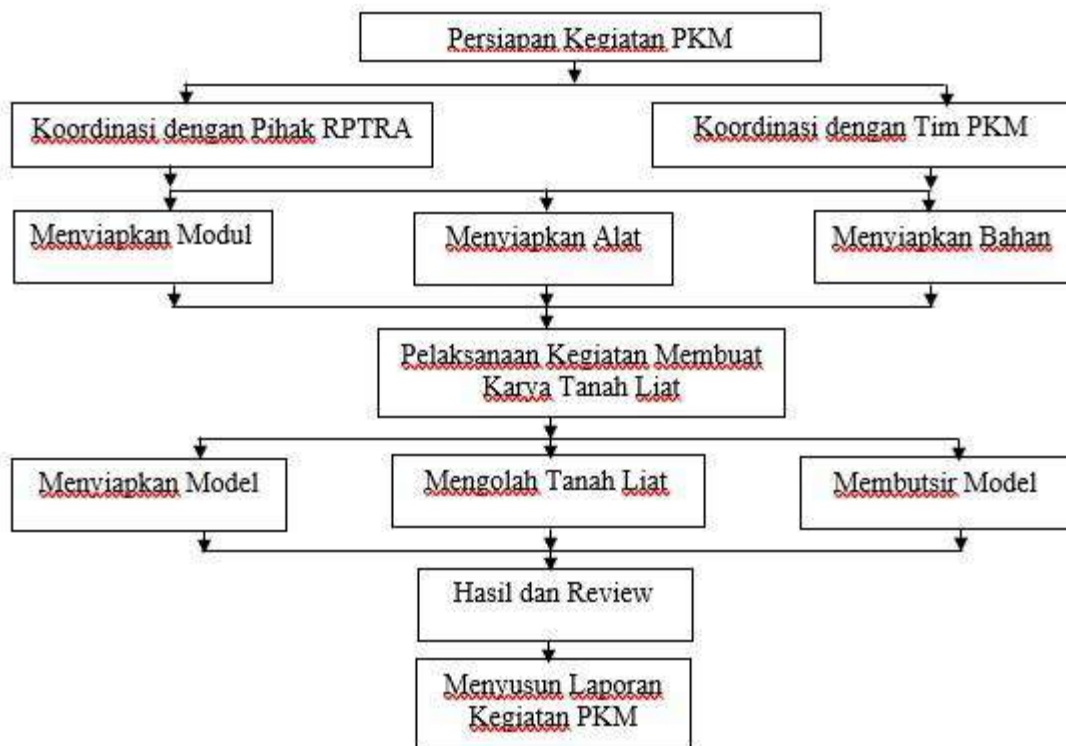 Persiapan Kegiatan PKM
Koordinasi dengan Pihak RPTRA
Koordinasi dengan Tim PKM
Menyiapkan Modul
Menyiapkan Alat
Menyiapkan Bahan
Pelaksanaan Kegiatan Membuat
Karya Tanah Liat
Menyiapkan Model
Mengolah Tanah Liat
Membutsir Model
Hasil dan Review
Menyusun Laporan
Kegiatan PKM